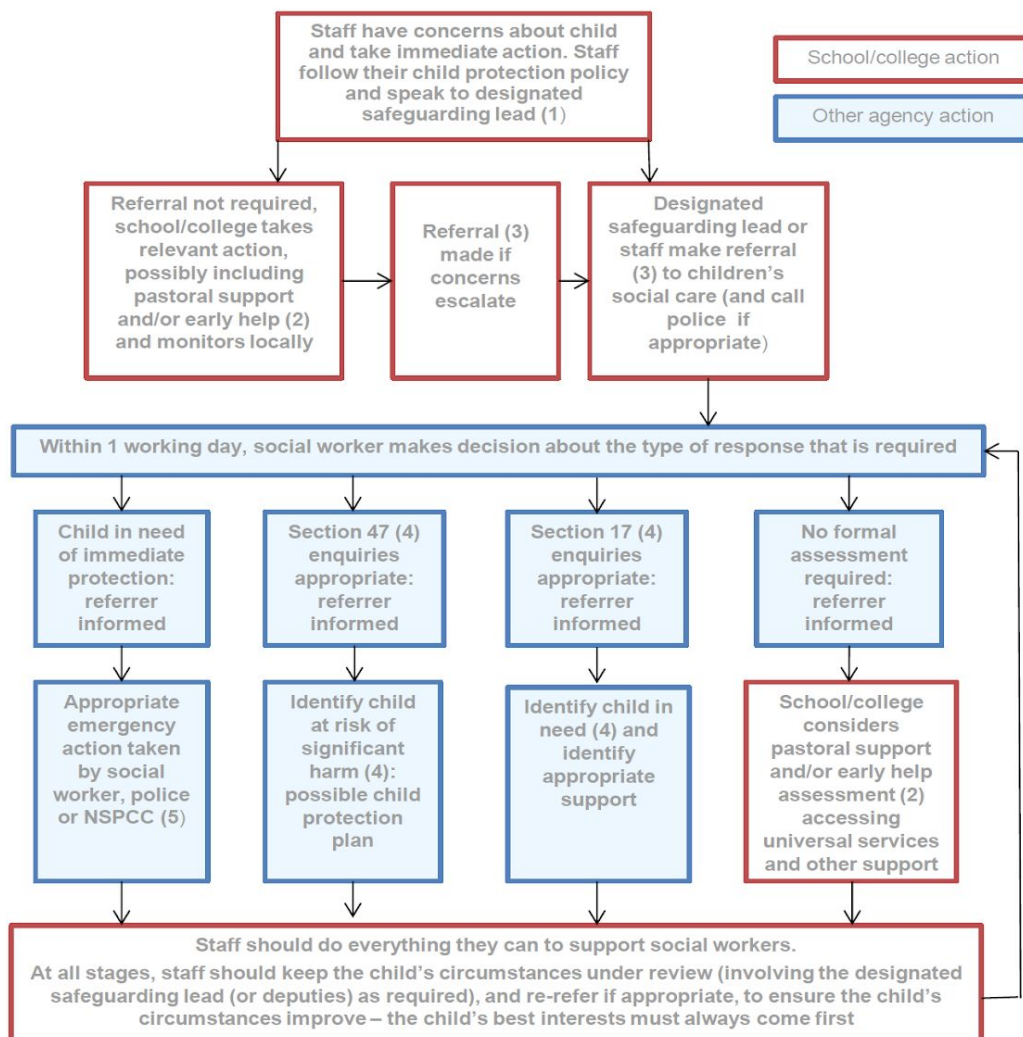 Staff have concerns about child
and take immediate action. Staff
follow their child protection policy
and speak to designated
safeguarding lead (1)
School/college action
Other agency action
Referral not required,
school/college takes
relevant action,
possibly including
pastoral support
and/or early help (2)
and monitors locally
Referral (3)
made if
concerns
escalate
Designated
safeguarding lead or
staff make referral
(3) to children’s
social care (and call
police if
appropriate)
Within 1 working day, social worker makes decision about the type of response that is required
Child in need
of immediate
protection:
referrer
informed
Section 47 (4)
enquiries
appropriate:
referrer
informed
Section 17 (4)
enquiries
appropriate:
referrer
informed
No formal
assessment
required:
referrer
informed
Appropriate
emergency
action taken
by social
worker, police
or NSPCC (5)
Identify child
at risk of
significant
harm (4):
possible child
protection
plan
Identify child in
need (4) and
identify
appropriate
support
School/college
considers
pastoral support
and/or early help
assessment (2)
accessing
universal services
and other support
Staff should do everything they can to support social workers.
At all stages, staff should keep the child’s circumstances under review (involving the designated
safeguarding lead (or deputies) as required), and re-refer if appropriate, to ensure the child’s
circumstances improve – the child’s best interests must always come first